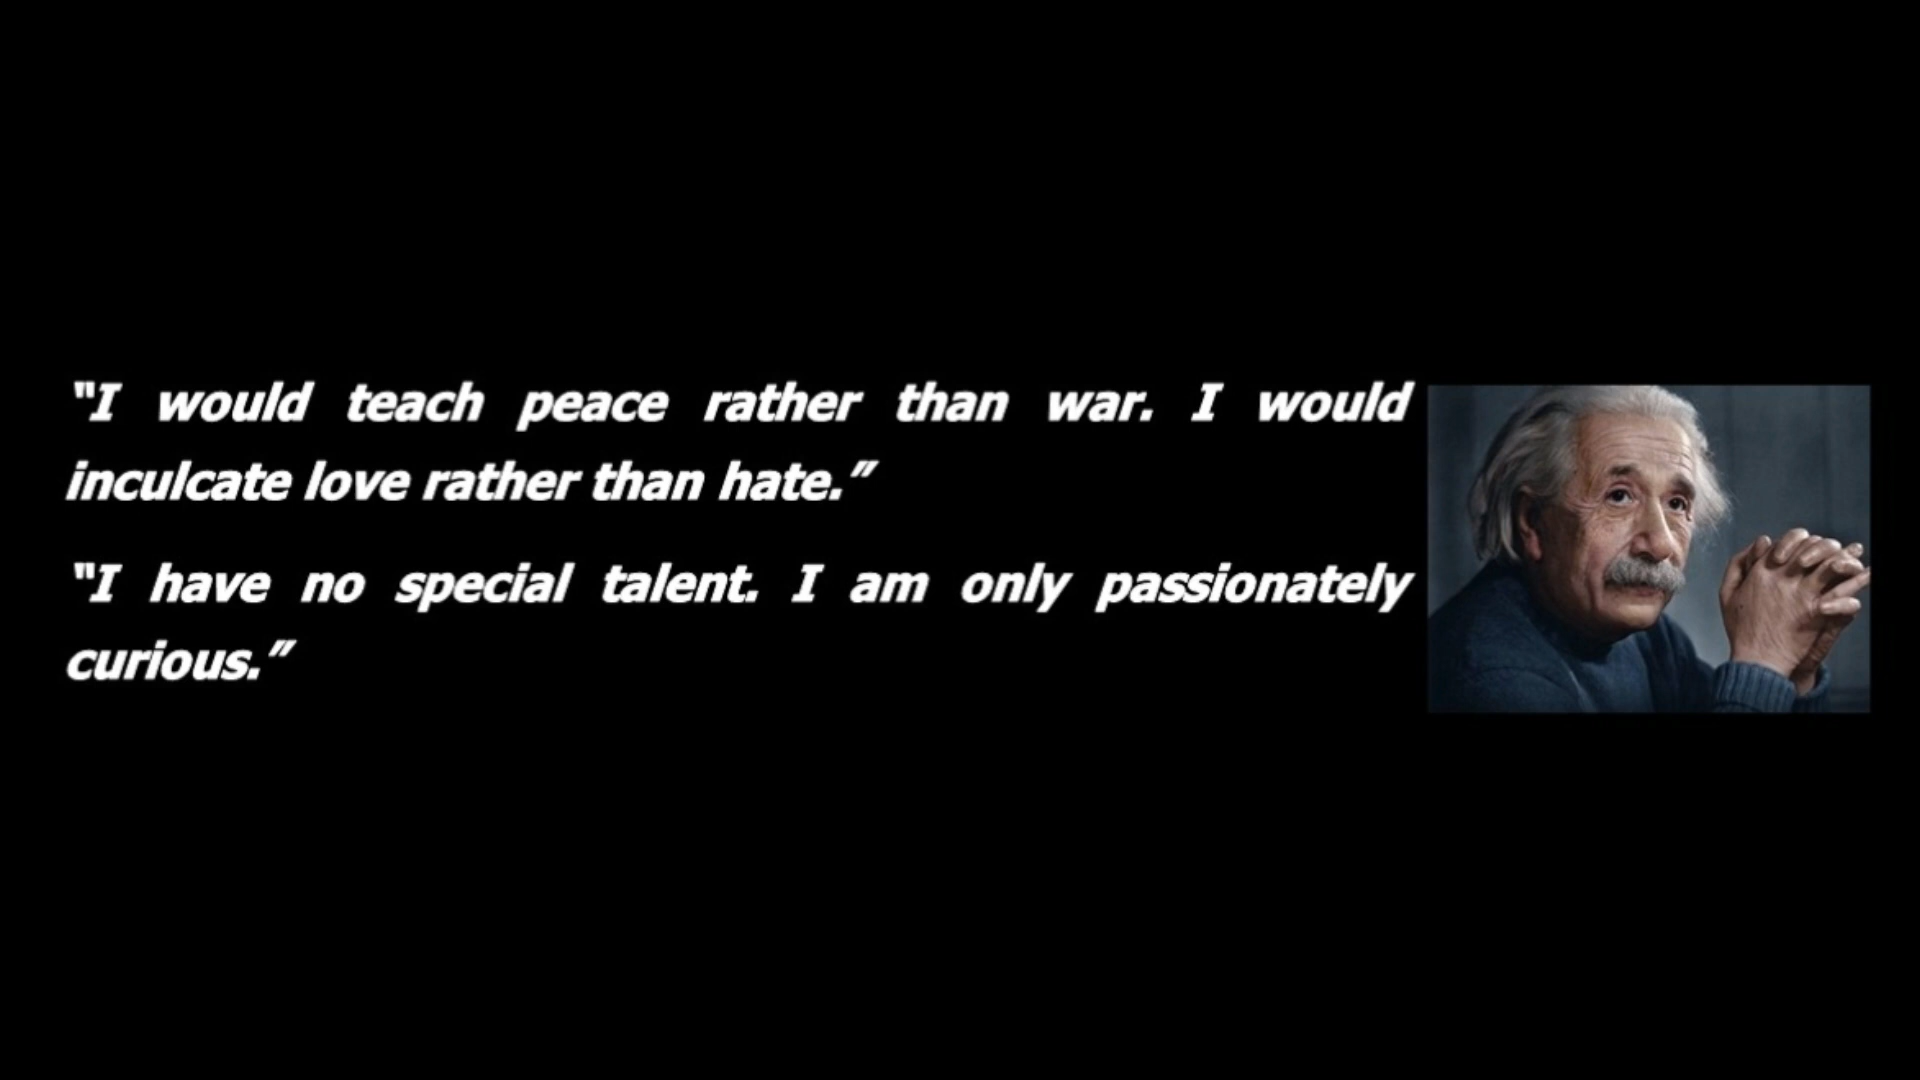 “I would teach peace rather than war. I would
inculcate love rather than hate.”
“I have no special talent. I am only passionately
curious.”